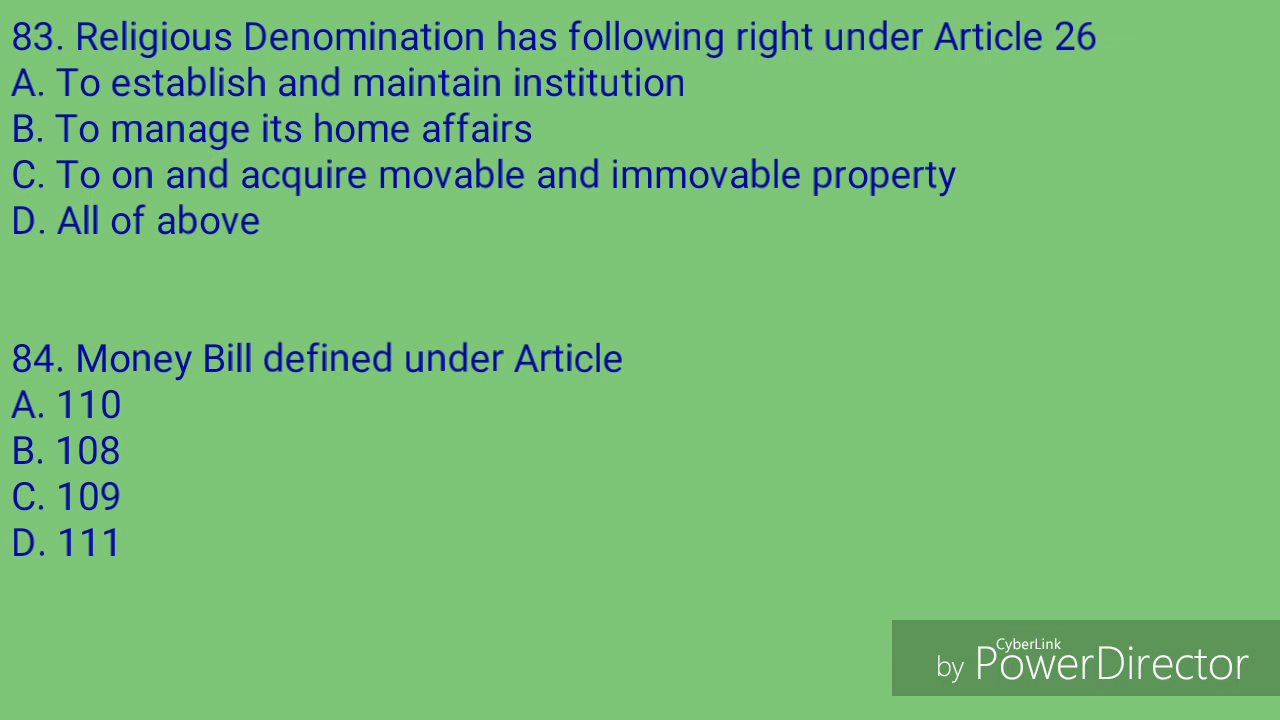 83. Religious Denomination has following right under Article 26
A. To establish and maintain institution
B. To manage its home affairs
C. To on and acquire movable and immovable property
D. All of above
84. Money Bill defined under Article
A. 110
B. 108
C. 109
D. 111
CyberLink
by PowerDirector